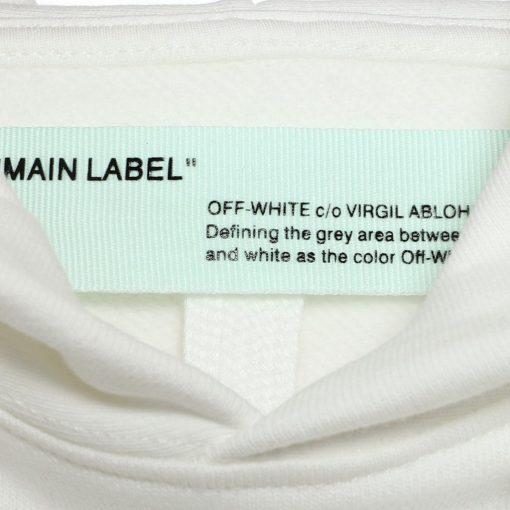 "MAIN LABEL"
OFF-WHITE c/o VIRGIL ABLOH
Defining the grey area
and white as the color